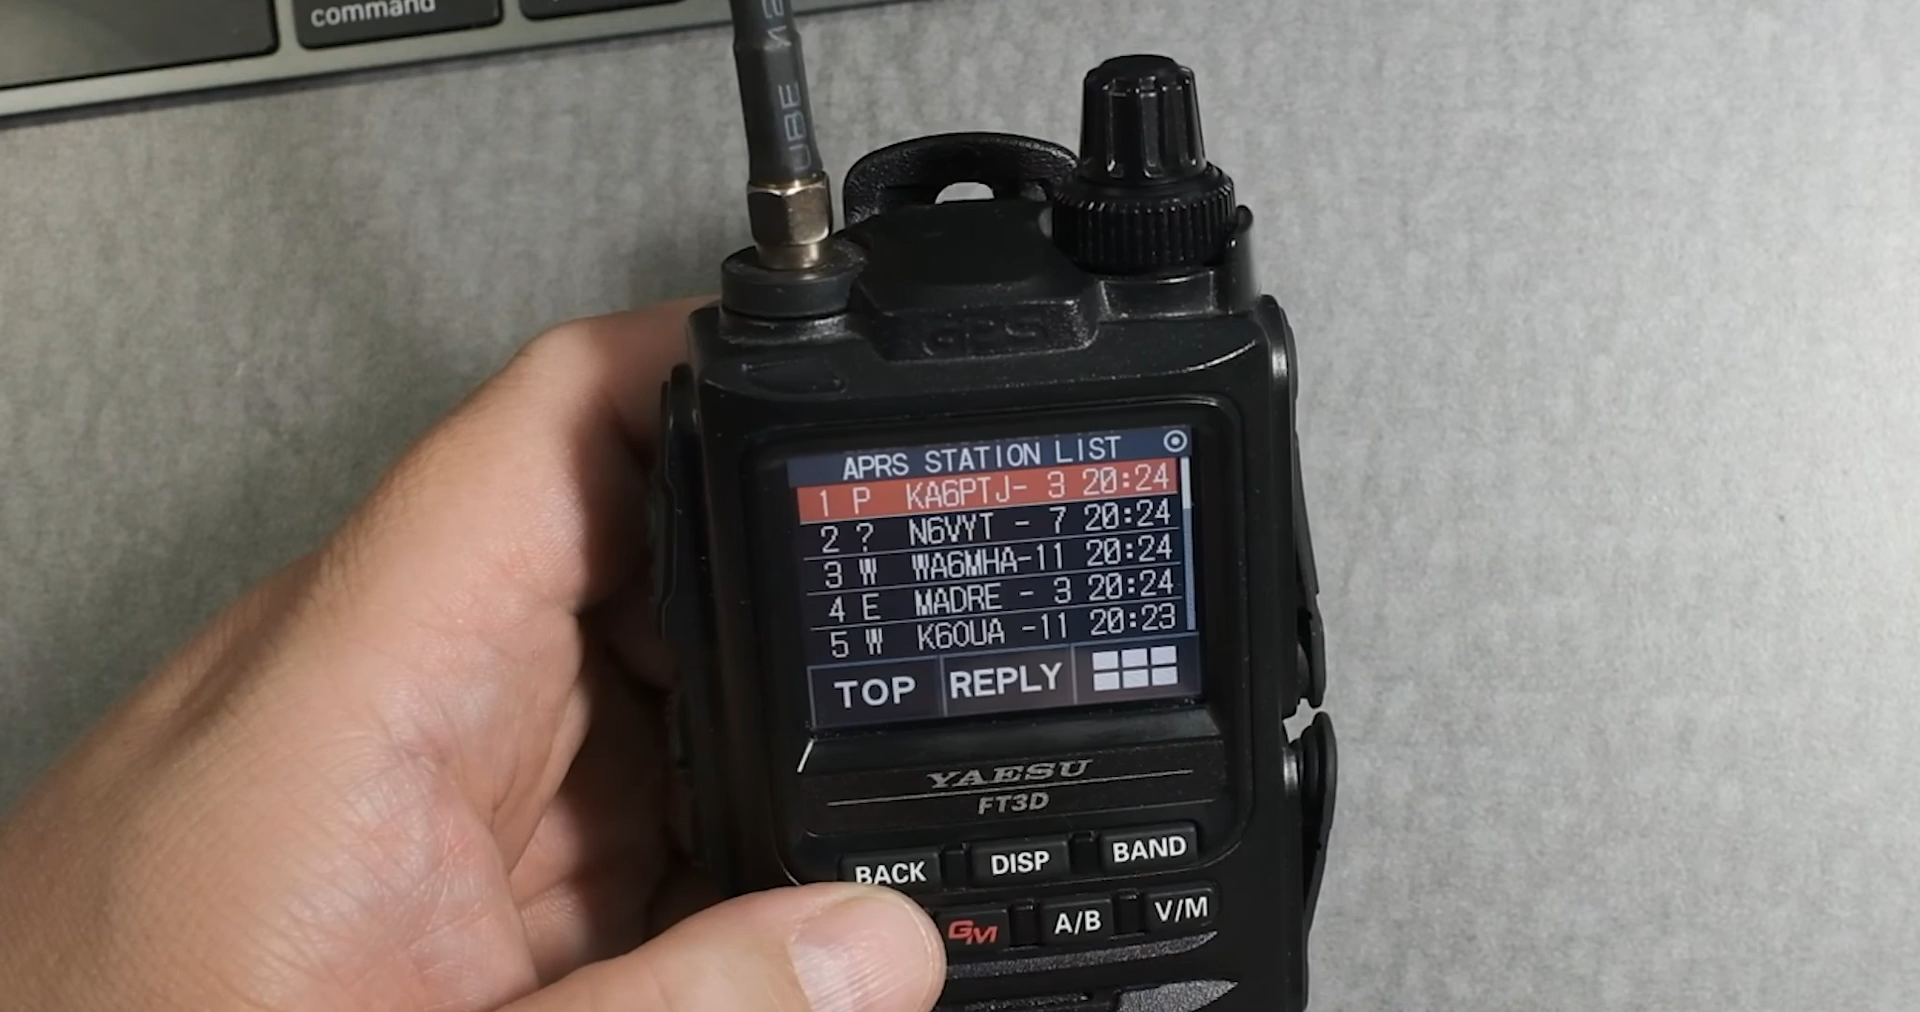 command
UBE
GPS
APRS STATION LIST
1 P KA6PTJ- 3 20:24
2 ? N6VYT - 7 20:24
3 W WA6MHA-11 20:24
4 E MADRE - 3 20:24
5 W K6OUA -11 20:23
TOP REPLY
YAESU
FT3D
BACK DISP BAND
GM A/B V/M